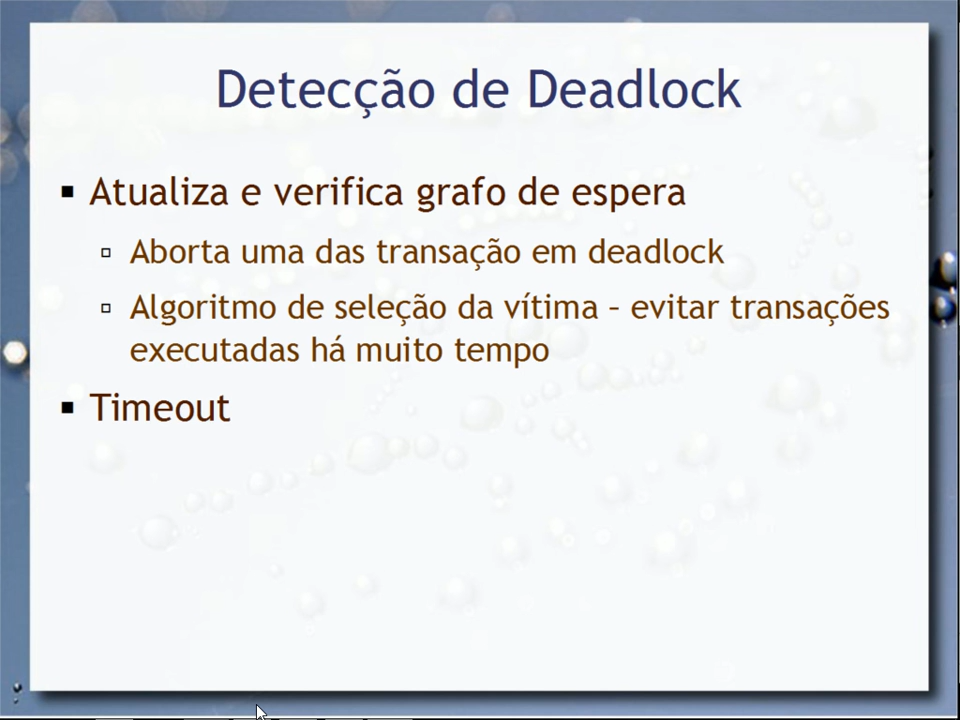 Detecção de Deadlock
Atualiza e verifica grafo de espera
Aborta uma das transação em deadlock
Algoritmo de seleção da vítima – evitar transações
executadas há muito tempo
Timeout